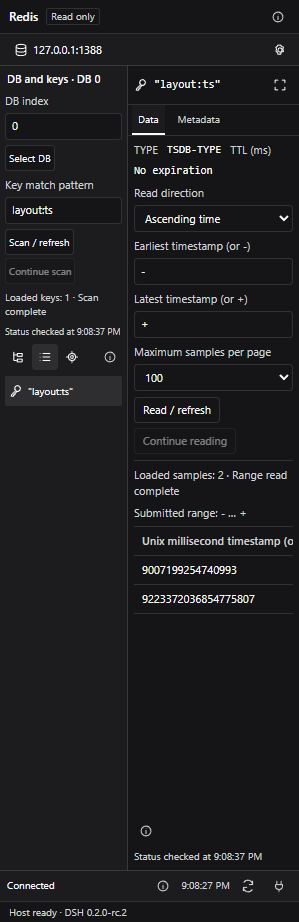 Redis Read only
127.0.0.1:1388
DB and keys · DB 0
DB index
0
Select DB
Key match pattern
layout:ts
Scan / refresh
Continue scan
Loaded keys: 1 · Scan
complete
Status checked at 9:08:37 PM
"layout:ts"
"layout:ts"
Data Metadata
TYPE TSDB-TYPE TTL (ms)
No expiration
Read direction
Ascending time
Earliest timestamp (or -)
-
Latest timestamp (or +)
+
Maximum samples per page
100
Read / refresh
Continue reading
Loaded samples: 2 · Range read
complete
Submitted range: - ... +
Unix millisecond timestamp (o
9007199254740993
9223372036854775807
Status checked at 9:08:37 PM
Connected 9:08:27 PM
Host ready · DSH 0.2.0-rc.2